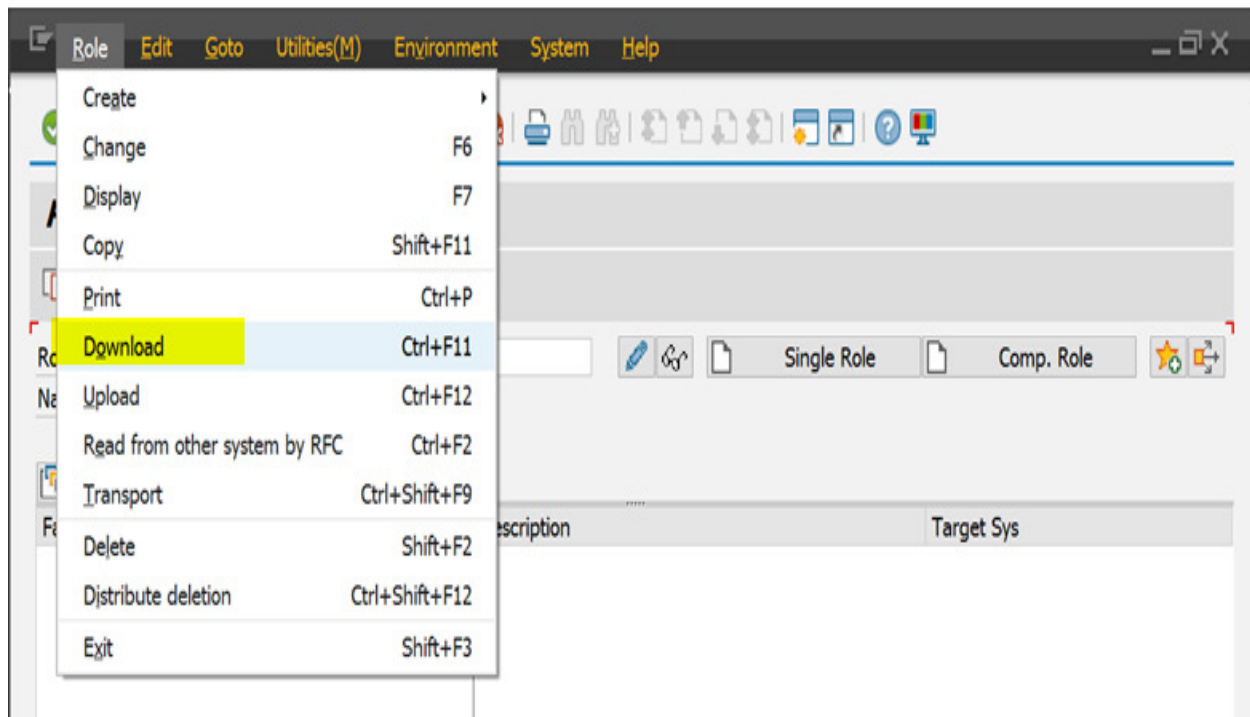 Role Edit Goto Utilities(M) Environment System Help
Create
Change F6
Display F7
Copy Shift+F11
Print Ctrl+P
Download Ctrl+F11
Single Role Comp. Role
Upload Ctrl+F12
Read from other system by RFC Ctrl+F2
Transport Ctrl+Shift+F9
Target Sys
Delete Shift+F2
Distribute deletion Ctrl+Shift+F12
Exit Shift+F3